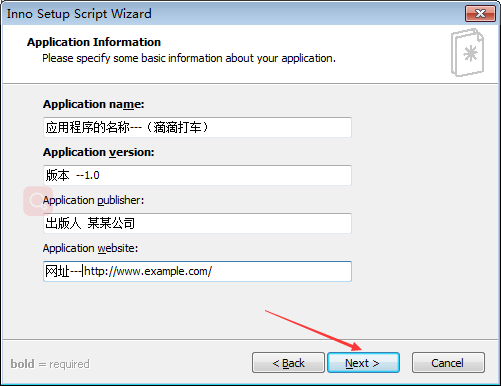 Inno Setup Script Wizard
Application Information
Please specify some basic information about your application.
Application name:
应用程序的名称---（滴滴打车）
Application version:
版本 --1.0
Application publisher:
出版人 某某公司
Application website:
网址---http://www.example.com/
bold = required
< Back
Next >
Cancel